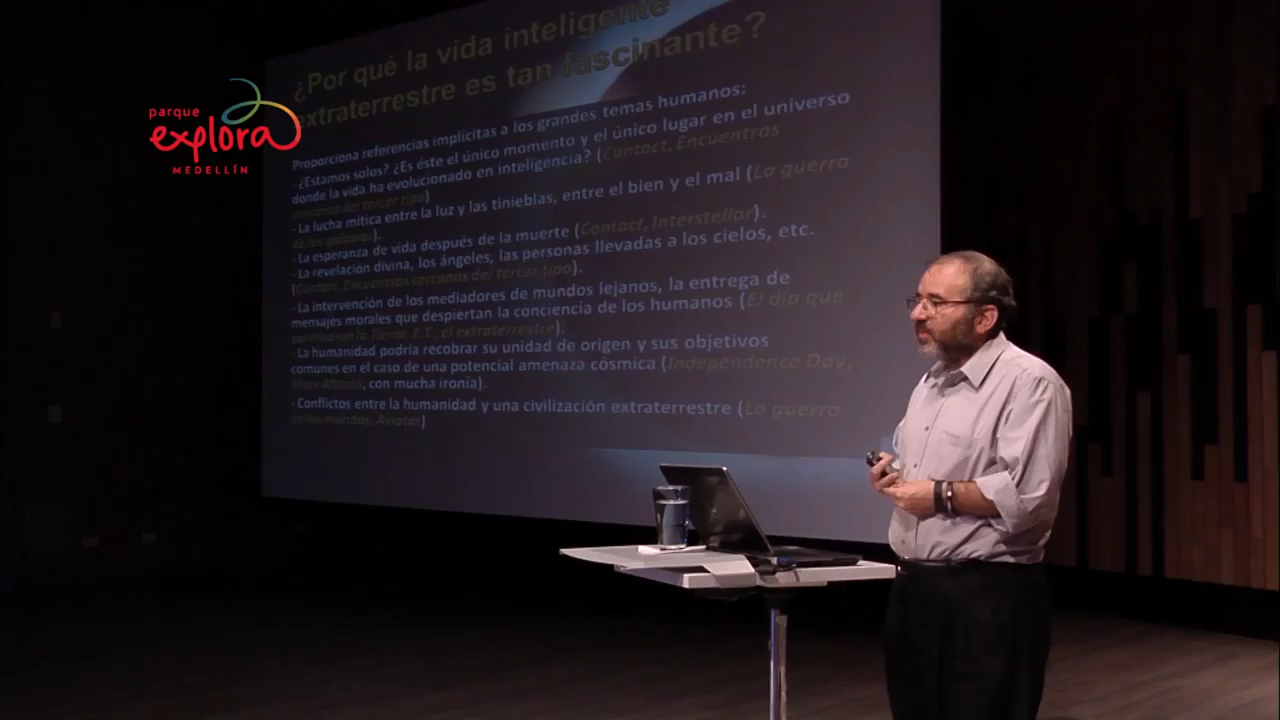 parque
explora
MEDELLÍN
¿Por qué la vida inteligente
extraterrestre es tan fascinante?
Proporciona referencias implícitas a los grandes temas humanos:
- ¿Estamos solos? ¿Es éste el único momento y el único lugar en el universo
donde la vida ha evolucionado en inteligencia? (Contact, Encuentros
cercanos del tercer tipo)
- La lucha mítica entre la luz y las tinieblas, entre el bien y el mal (La guerra
de las galaxias).
- La esperanza de vida después de la muerte (Contact, Interstellar).
- La revelación divina, los ángeles, las personas llevadas a los cielos, etc.
(Contact, Encuentros cercanos del tercer tipo).
- La intervención de los mediadores de mundos lejanos, la entrega de
mensajes morales que despiertan la conciencia de los humanos (El día que
paralizaron la Tierra, E.T., el extraterrestre).
- La humanidad podría recobrar su unidad de origen y sus objetivos
comunes en el caso de una potencial amenaza cósmica (Independence Day,
Mars Attacks, con mucha ironía).
- Conflictos entre la humanidad y una civilización extraterrestre (La guerra
de los mundos, Avatar)